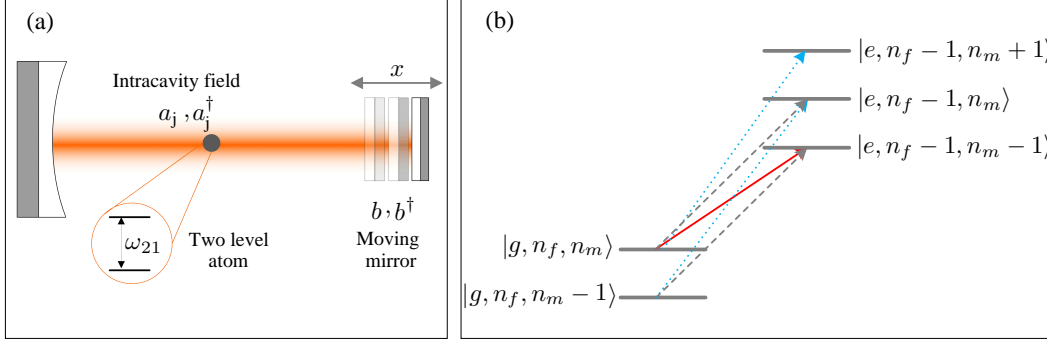 (a)
x
Intracavity field
a_j , a_j^†
ω_21
Two level
atom
b , b^†
Moving
mirror
(b)
|e, n_f − 1, n_m + 1⟩
|e, n_f − 1, n_m⟩
|e, n_f − 1, n_m − 1⟩
|g, n_f, n_m⟩
|g, n_f, n_m − 1⟩